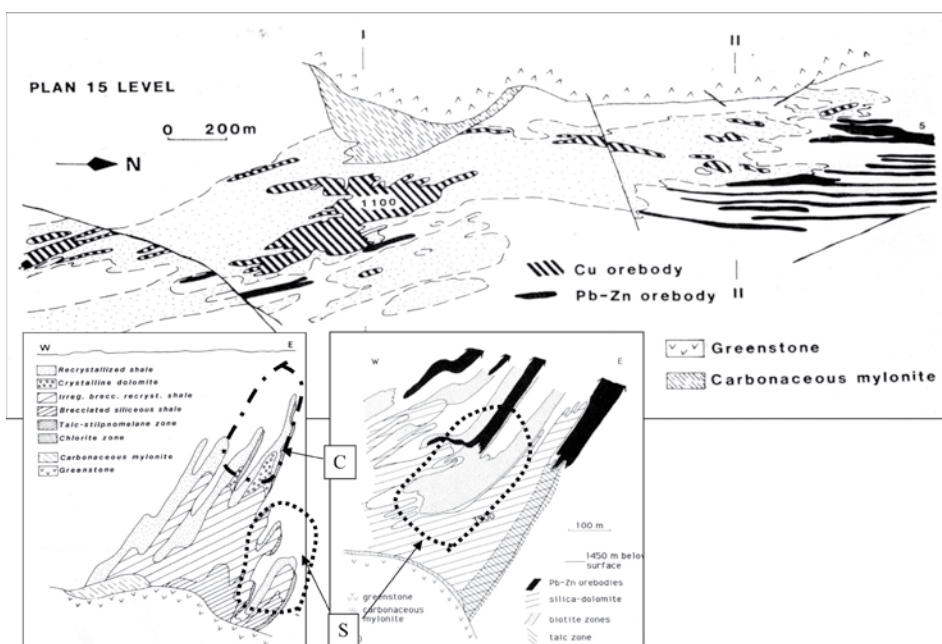 I
II
PLAN 15 LEVEL
0 200m
N
5
1100
Cu orebody
Pb-Zn orebody II
Greenstone
Carbonaceous mylonite
W E
Recrystallized shale
Crystalline dolomite
Irreg. brecc. recryst. shale
Brecciated siliceous shale
Talc-stilpnomelane zone
Chlorite zone
Carbonaceous mylonite
Greenstone
C
S
W E
100 m
1450 m below
surface
Pb-Zn orebodies
silica-dolomite
biotite zones
talc zone
greenstone
carbonaceous
mylonite